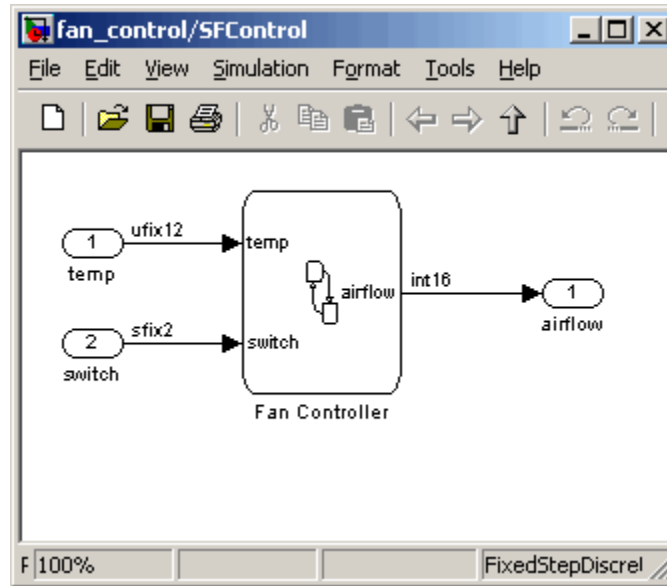 fan_control/SFControl
File Edit View Simulation Format Tools Help
ufix12
1
temp
temp
airflow
int16
1
airflow
sfix2
2
switch
switch
Fan Controller
F 100% FixedStepDiscre